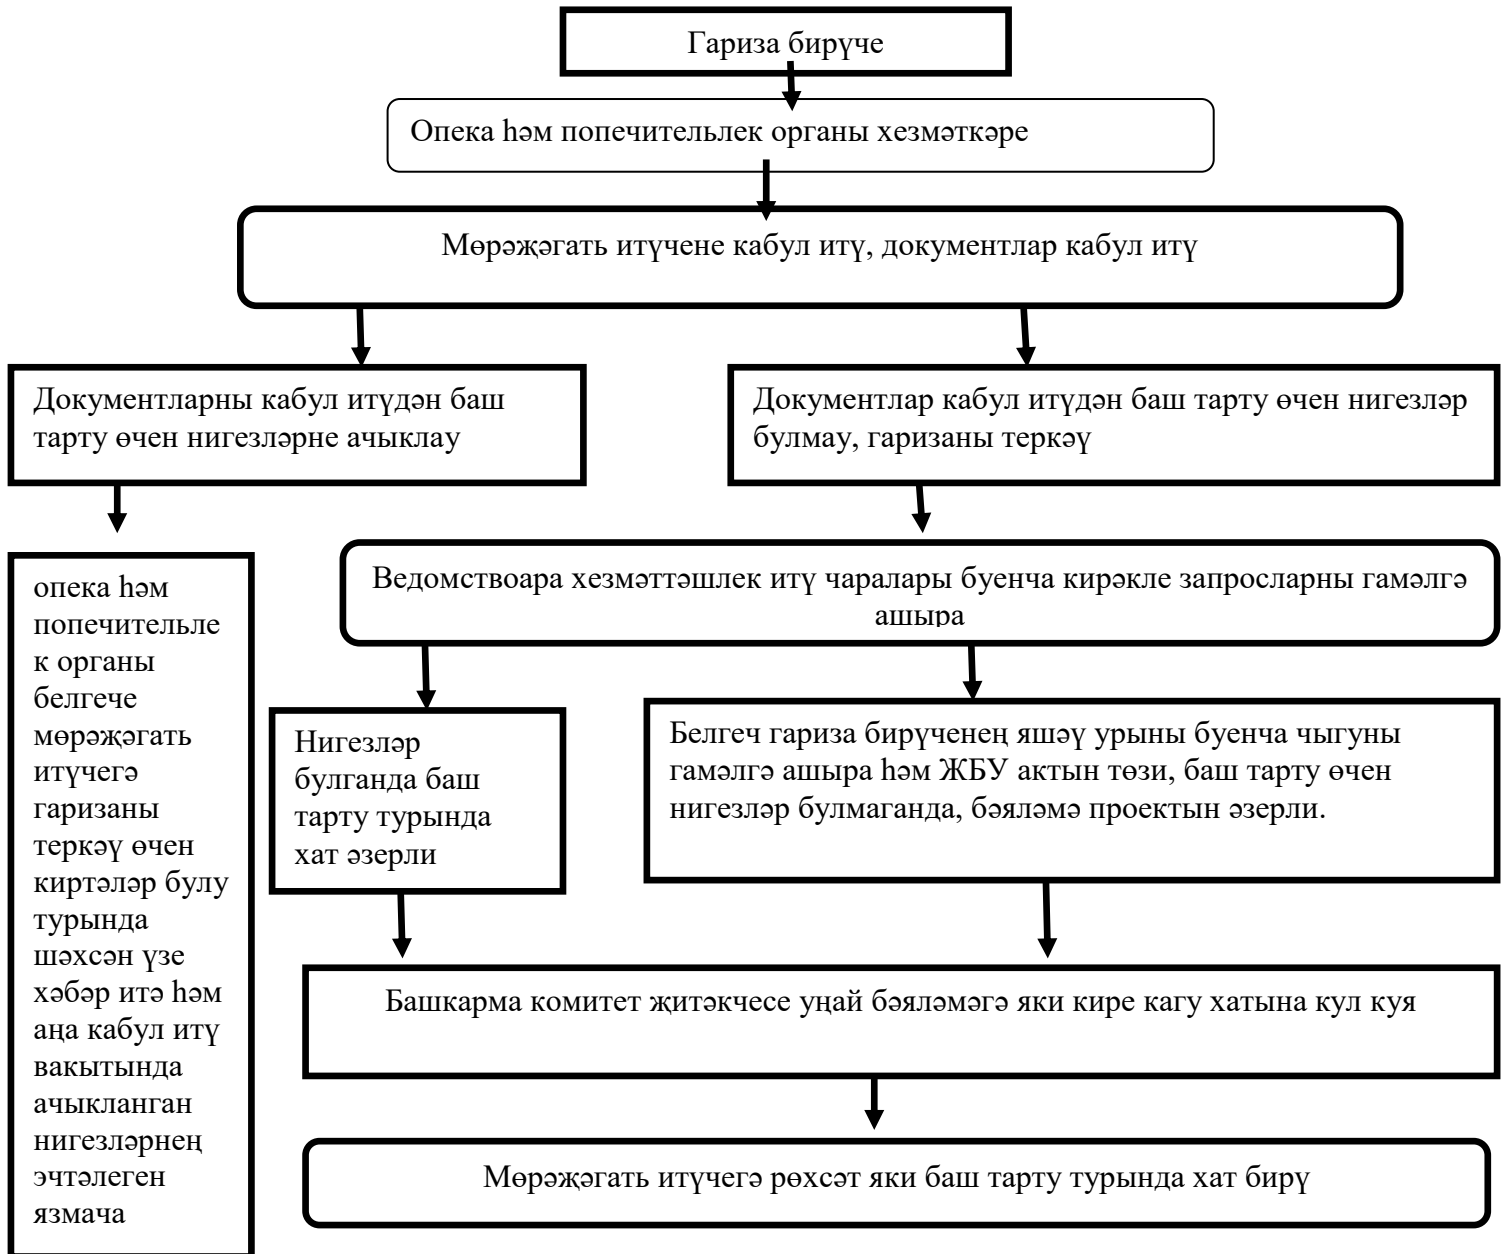 Гариза бирүче
Опека һәм попечительлек органы хезмәткәре
Мөрәҗәгать итүчене кабул итү, документлар кабул итү
Документларны кабул итүдән баш
тарту өчен нигезләрне ачыклау
Документлар кабул итүдән баш тарту өчен нигезләр
булмау, гаризаны теркәү
опека һәм
попечительле
к органы
белгече
мөрәҗәгать
итүчегә
гаризаны
теркәү өчен
киртәләр булу
турында
шәхсән үзе
хәбәр итә һәм
аңа кабул итү
вакытында
ачыкланган
нигезләрнең
эчтәлеген
язмача
Ведомствоара хезмәттәшлек итү чаралары буенча кирәкле запросларны гамәлгә
ашыра
Нигезләр
булганда баш
тарту турында
хат әзерли
Белгеч гариза бирүченең яшәү урыны буенча чыгуны
гамәлгә ашыра һәм ЖБУ актын төзи, баш тарту өчен
нигезләр булмаганда, бәяләмә проектын әзерли.
Башкарма комитет җитәкчесе уңай бәяләмәгә яки кире кагу хатына кул куя
Мөрәҗәгать итүчегә рөхсәт яки баш тарту турында хат бирү